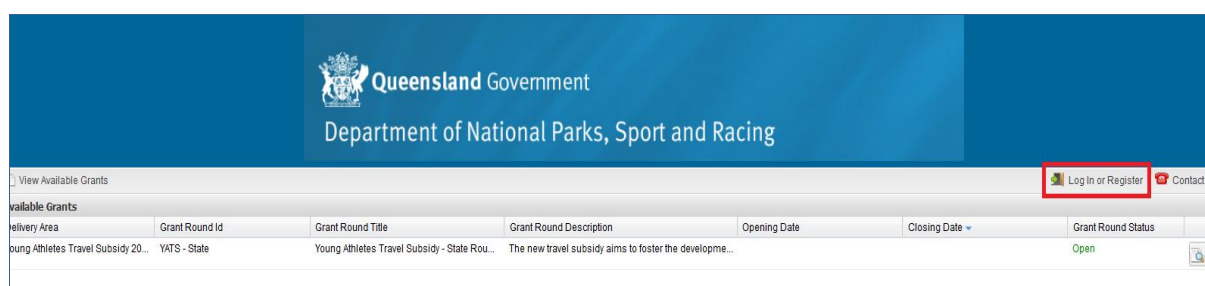 Queensland Government
Department of National Parks, Sport and Racing
View Available Grants Log In or Register Contact
vailable Grants
elivery Area Grant Round Id Grant Round Title Grant Round Description Opening Date Closing Date Grant Round Status
oung Athletes Travel Subsidy 20... YATS - State Young Athletes Travel Subsidy - State Rou... The new travel subsidy aims to foster the developme... Open